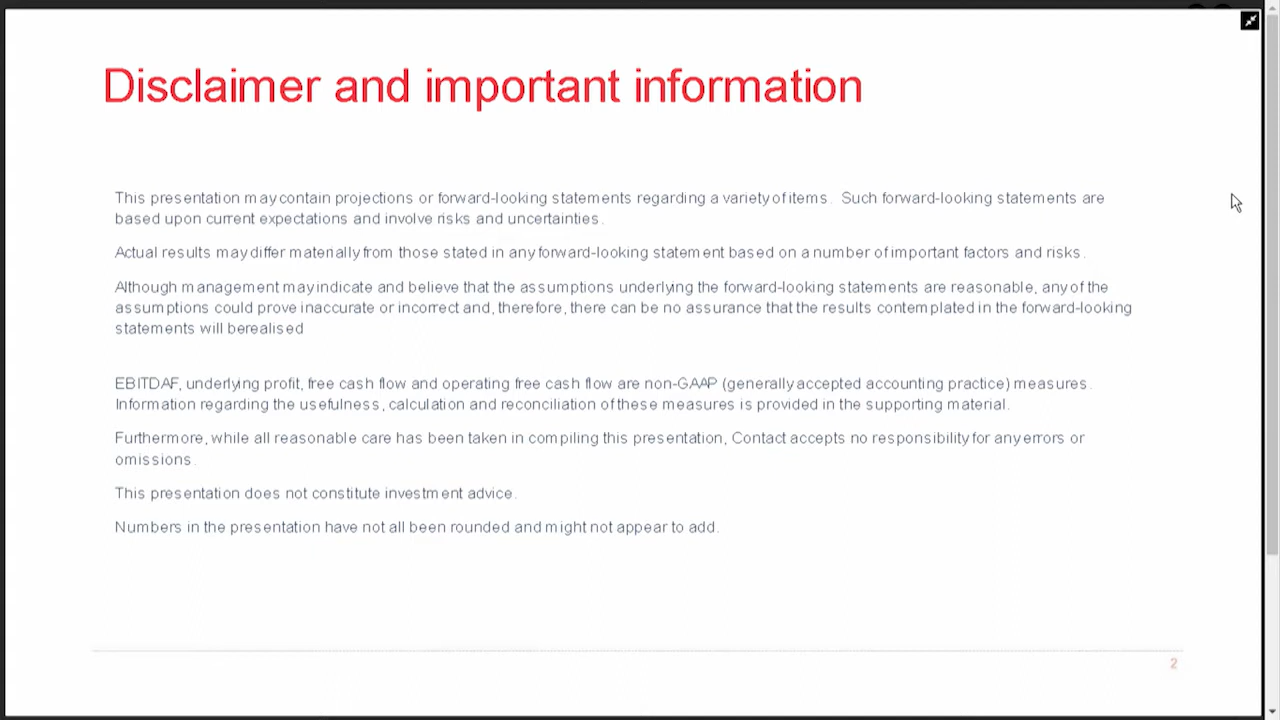 Disclaimer and important information
This presentation may contain projections or forward-looking statements regarding a variety of items. Such forward-looking statements are
based upon current expectations and involve risks and uncertainties.
Actual results may differ materially from those stated in any forward-looking statement based on a number of important factors and risks.
Although management may indicate and believe that the assumptions underlying the forward-looking statements are reasonable, any of the
assumptions could prove inaccurate or incorrect and, therefore, there can be no assurance that the results contemplated in the forward-looking
statements will berealised
EBITDAF, underlying profit, free cash flow and operating free cash flow are non-GAAP (generally accepted accounting practice) measures.
Information regarding the usefulness, calculation and reconciliation of these measures is provided in the supporting material.
Furthermore, while all reasonable care has been taken in compiling this presentation, Contact accepts no responsibility for any errors or
omissions.
This presentation does not constitute investment advice.
Numbers in the presentation have not all been rounded and might not appear to add.
2